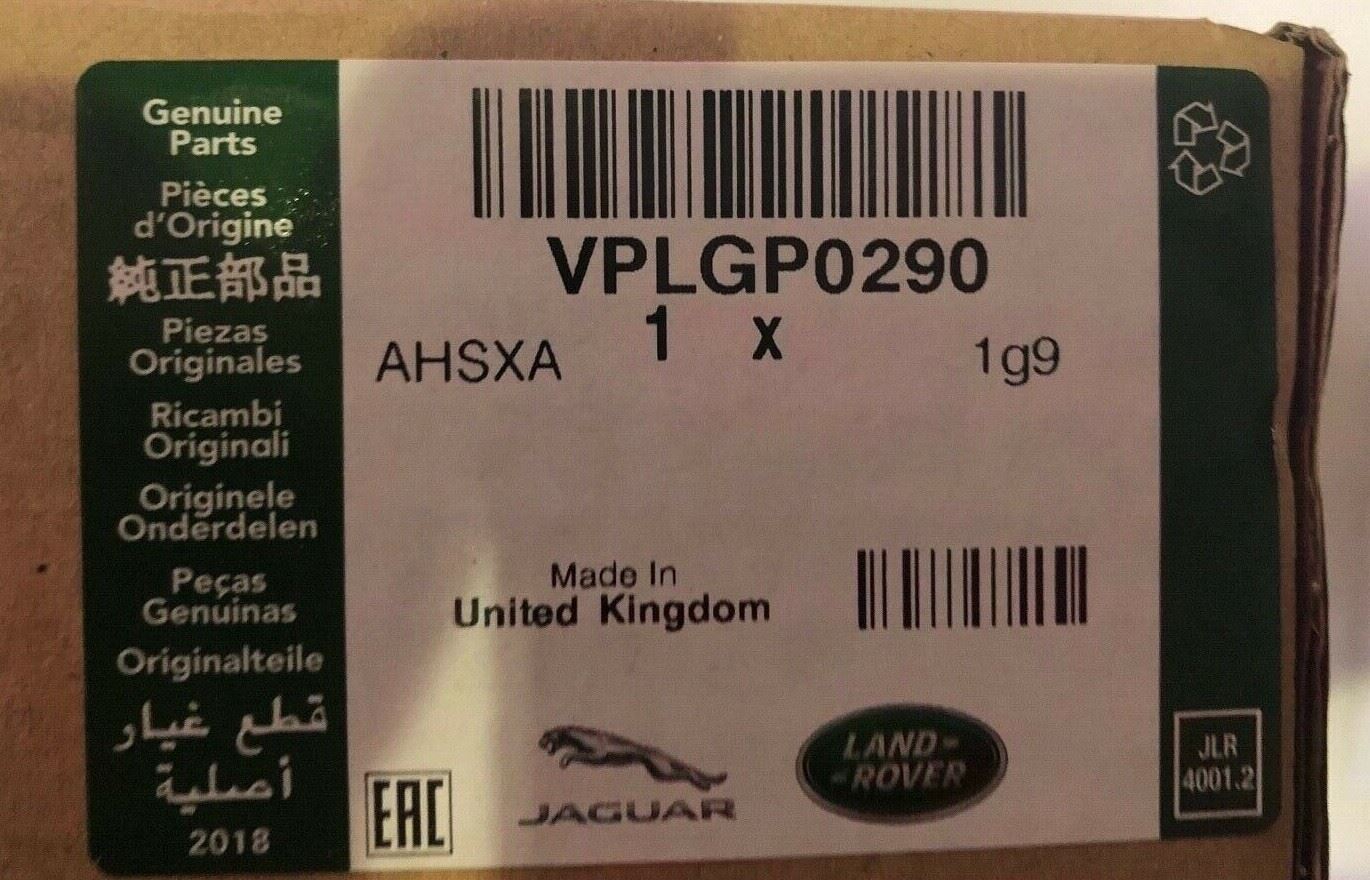 Genuine
Parts
Pièces
d'Origine
純正部品
Piezas
Originales
Ricambi
Originali
Originele
Onderdelen
Peças
Genuinas
Originalteile
قطع غيار
أصلية
2018
VPLGP0290
1 X
AHSXA
1g9
Made In
United Kingdom
EAC
JAGUAR
LAND-
-ROVER
JLR
4001.2